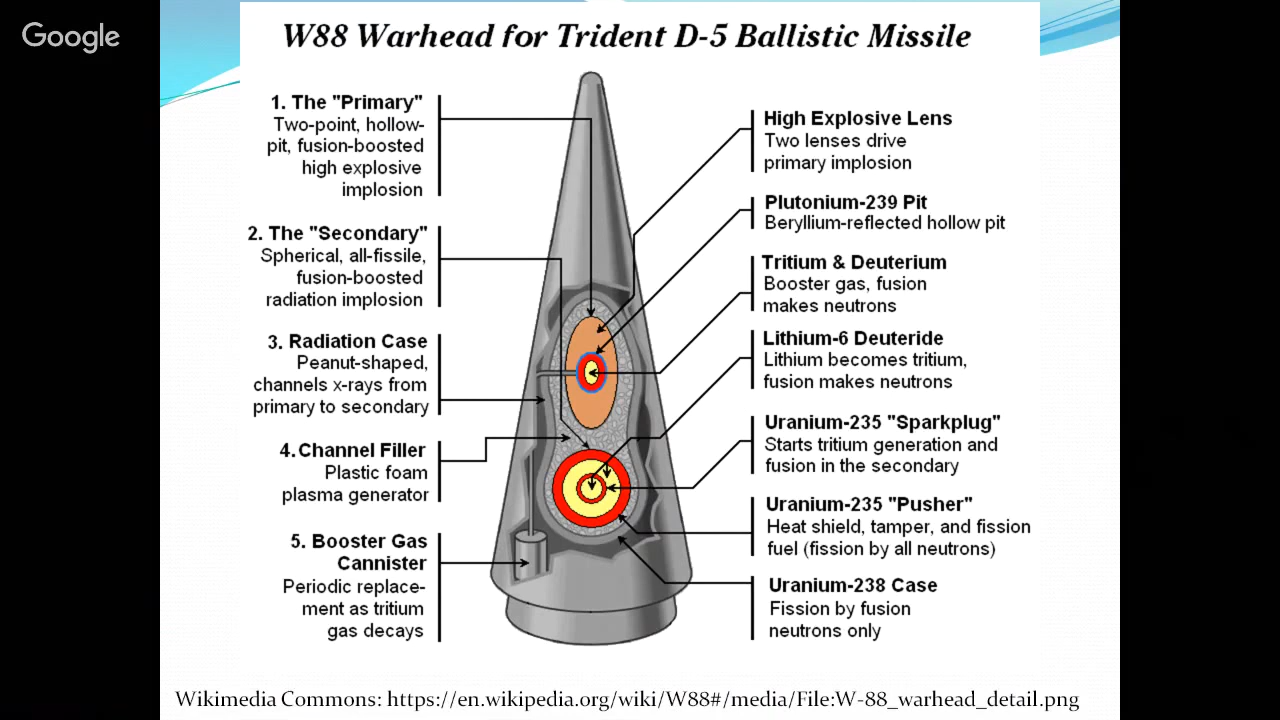 Google
W88 Warhead for Trident D-5 Ballistic Missile
1. The "Primary"
Two-point, hollow-
pit, fusion-boosted
high explosive
implosion
2. The "Secondary"
Spherical, all-fissile,
fusion-boosted
radiation implosion
3. Radiation Case
Peanut-shaped,
channels x-rays from
primary to secondary
4. Channel Filler
Plastic foam
plasma generator
5. Booster Gas
Cannister
Periodic replace-
ment as tritium
gas decays
High Explosive Lens
Two lenses drive
primary implosion
Plutonium-239 Pit
Beryllium-reflected hollow pit
Tritium & Deuterium
Booster gas, fusion
makes neutrons
Lithium-6 Deuteride
Lithium becomes tritium,
fusion makes neutrons
Uranium-235 "Sparkplug"
Starts tritium generation and
fusion in the secondary
Uranium-235 "Pusher"
Heat shield, tamper, and fission
fuel (fission by all neutrons)
Uranium-238 Case
Fission by fusion
neutrons only
Wikimedia Commons: https://en.wikipedia.org/wiki/W88#/media/File:W-88_warhead_detail.png